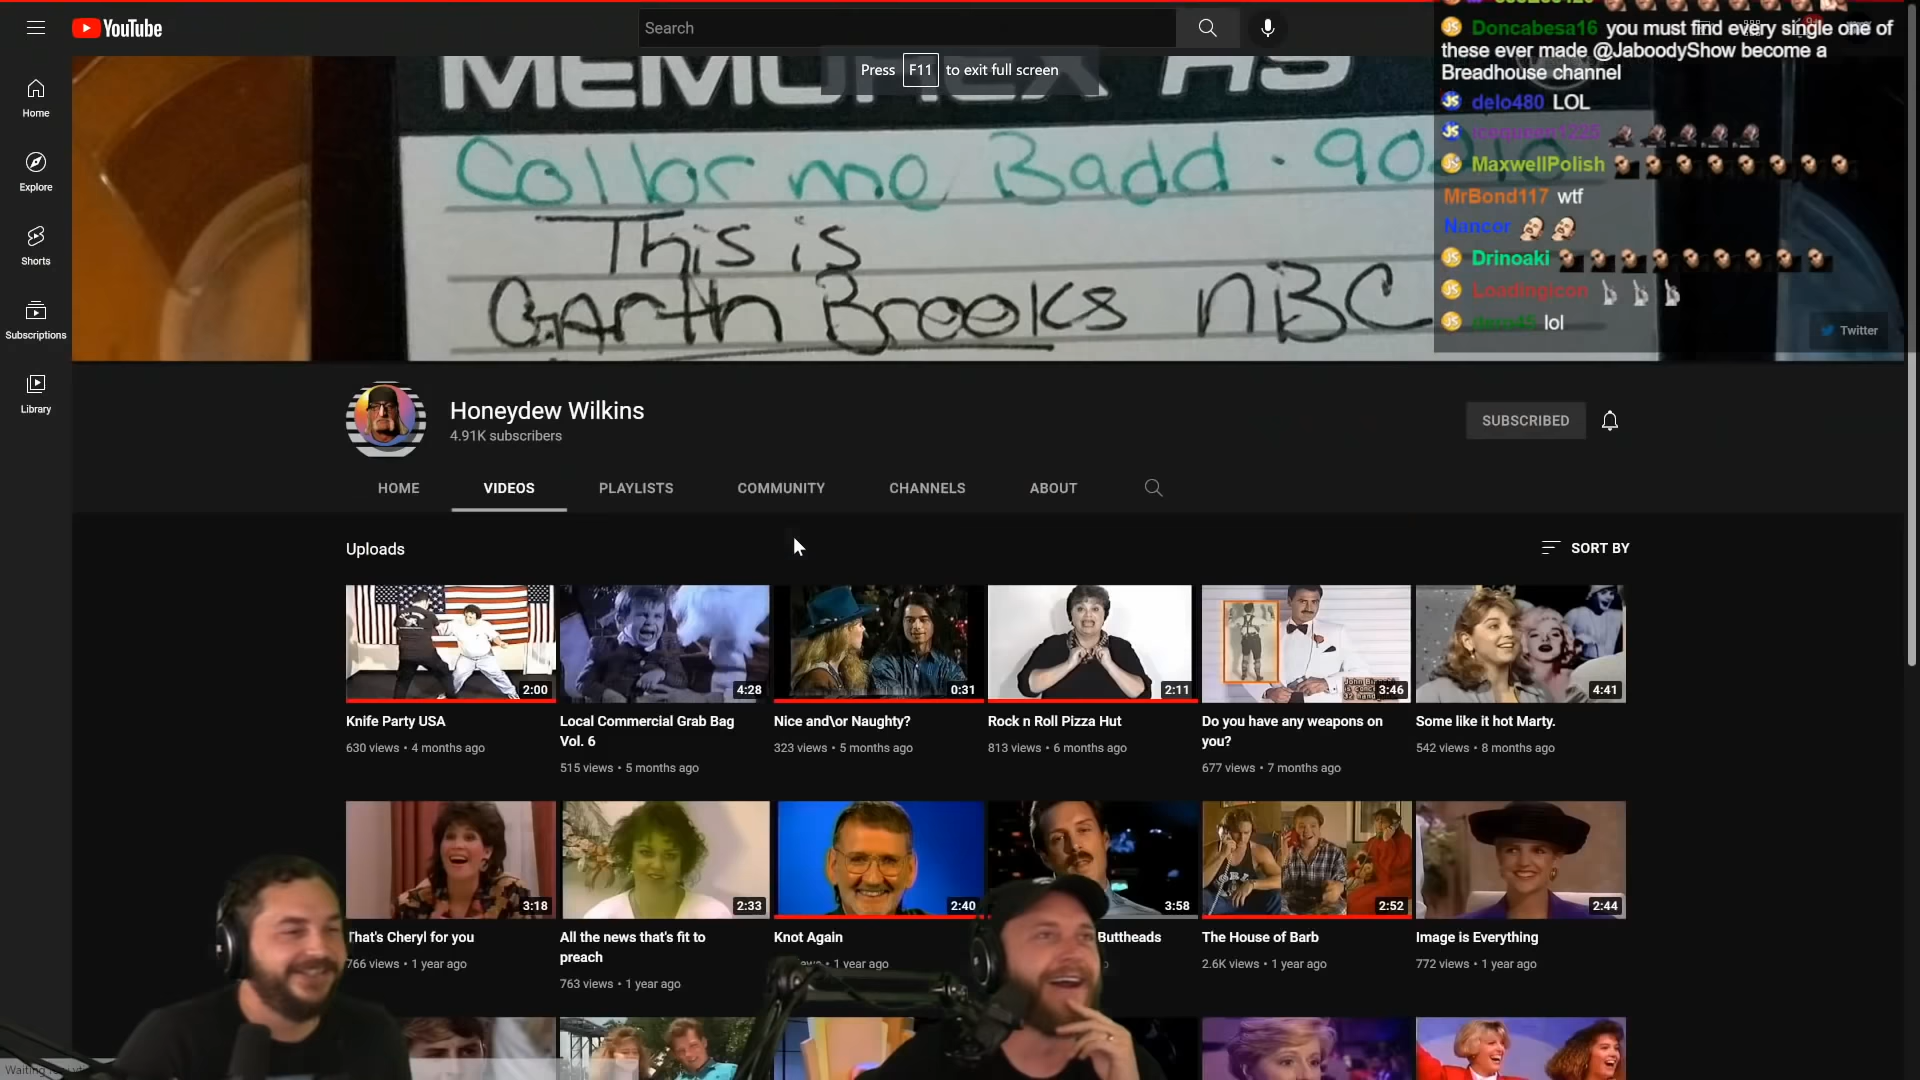 YouTube
Search
Press F11 to exit full screen
Doncabesa16 you must find every single one of
these ever made @JaboodyShow become a
Breadhouse channel
delo480 LOL
icequeen1225
MaxwellPolish
MrBond117 wtf
Nancor
Drinoaki
Loadingicon
lol
Home
Explore
Shorts
Subscriptions
Library
MEMOREX HS
Collor me Badd · 90210
This is
GARTH Brooks NBC
Twitter
Honeydew Wilkins
4.91K subscribers
SUBSCRIBED
HOME
VIDEOS
PLAYLISTS
COMMUNITY
CHANNELS
ABOUT
Uploads
SORT BY
2:00
4:28
0:31
2:11
3:46
4:41
Knife Party USA
630 views • 4 months ago
Local Commercial Grab Bag
Vol. 6
515 views • 5 months ago
Nice and\or Naughty?
323 views • 5 months ago
Rock n Roll Pizza Hut
813 views • 6 months ago
Do you have any weapons on
you?
677 views • 7 months ago
Some like it hot Marty.
542 views • 8 months ago
3:18
2:33
2:40
3:58
2:52
2:44
That's Cheryl for you
766 views • 1 year ago
All the news that's fit to
preach
763 views • 1 year ago
Knot Again
• 1 year ago
Buttheads
The House of Barb
2.6K views • 1 year ago
Image is Everything
772 views • 1 year ago
Waiting